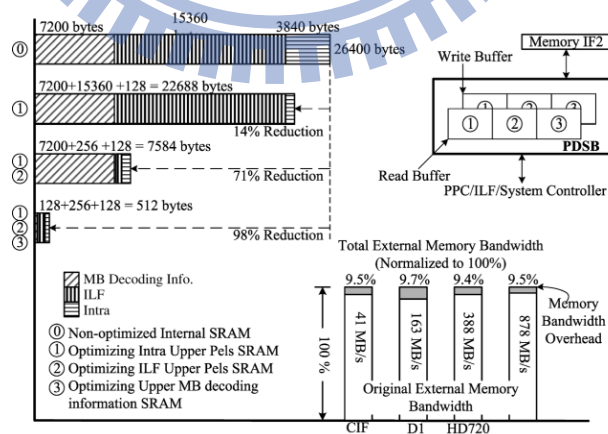 7200 bytes
15360
3840 bytes
26400 bytes
0
7200+15360 +128 = 22688 bytes
1
14% Reduction
7200+256 +128 = 7584 bytes
1
2
71% Reduction
128+256+128 = 512 bytes
1
2
3
98% Reduction
Memory IF2
Write Buffer
1 2 3
1 2 3
PDSB
Read Buffer
PPC/ILF/System Controller
MB Decoding Info.
ILF
Intra
0 Non-optimized Internal SRAM
1 Optimizing Intra Upper Pels SRAM
2 Optimizing ILF Upper Pels SRAM
3 Optimizing Upper MB decoding
information SRAM
Total External Memory Bandwidth
(Normalized to 100%)
9.5% 9.7% 9.4% 9.5%
Memory
Bandwidth
Overhead
100 %
41 MB/s
163 MB/s
388 MB/s
878 MB/s
Original External Memory
Bandwidth
CIF D1 HD720